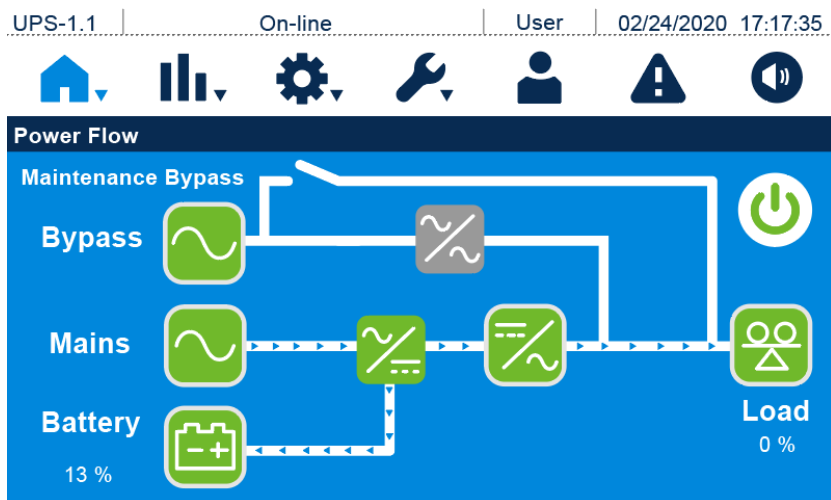 UPS-1.1 On-line User 02/24/2020 17:17:35
Power Flow
Maintenance Bypass
Bypass
Mains
Battery
13 %
Load
0 %